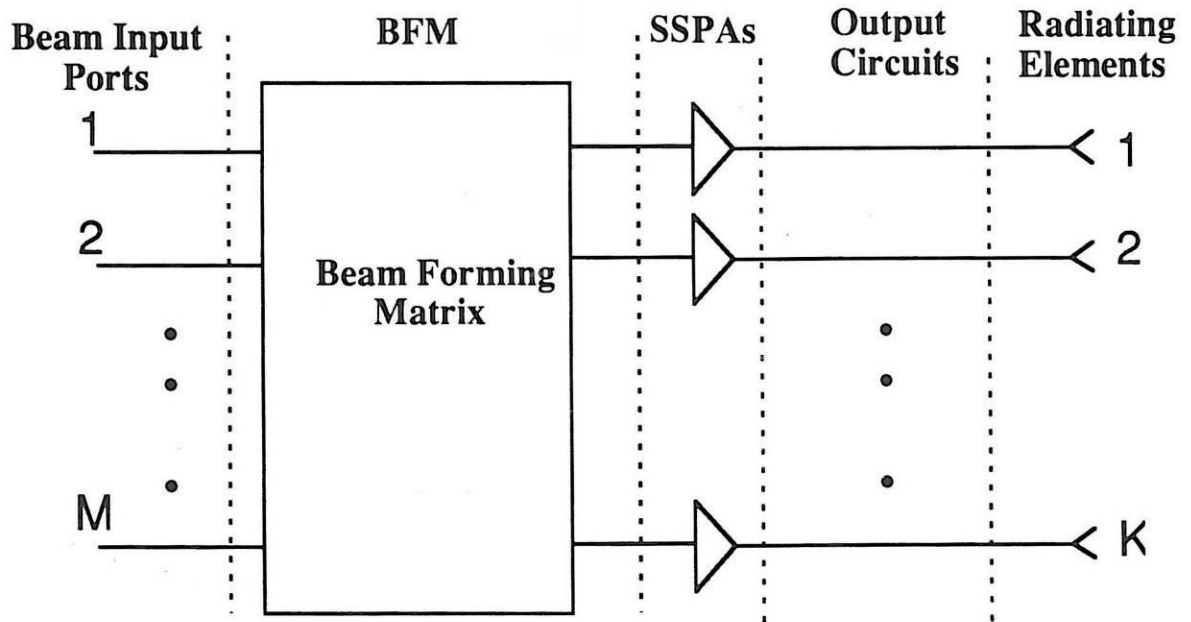 Beam Input
Ports
BFM
SSPAs
Output
Circuits
Radiating
Elements
1
2
M
Beam Forming
Matrix
1
2
K